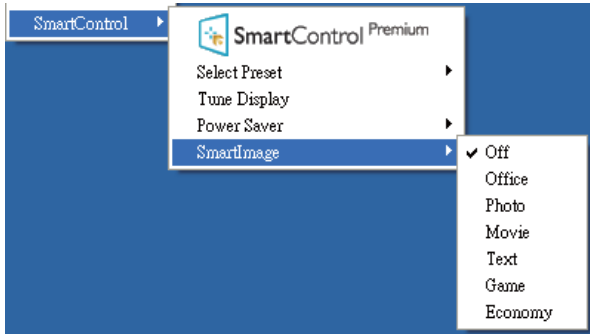 SmartControl
SmartControl Premium
Select Preset
Tune Display
Power Saver
SmartImage
Off
Office
Photo
Movie
Text
Game
Economy